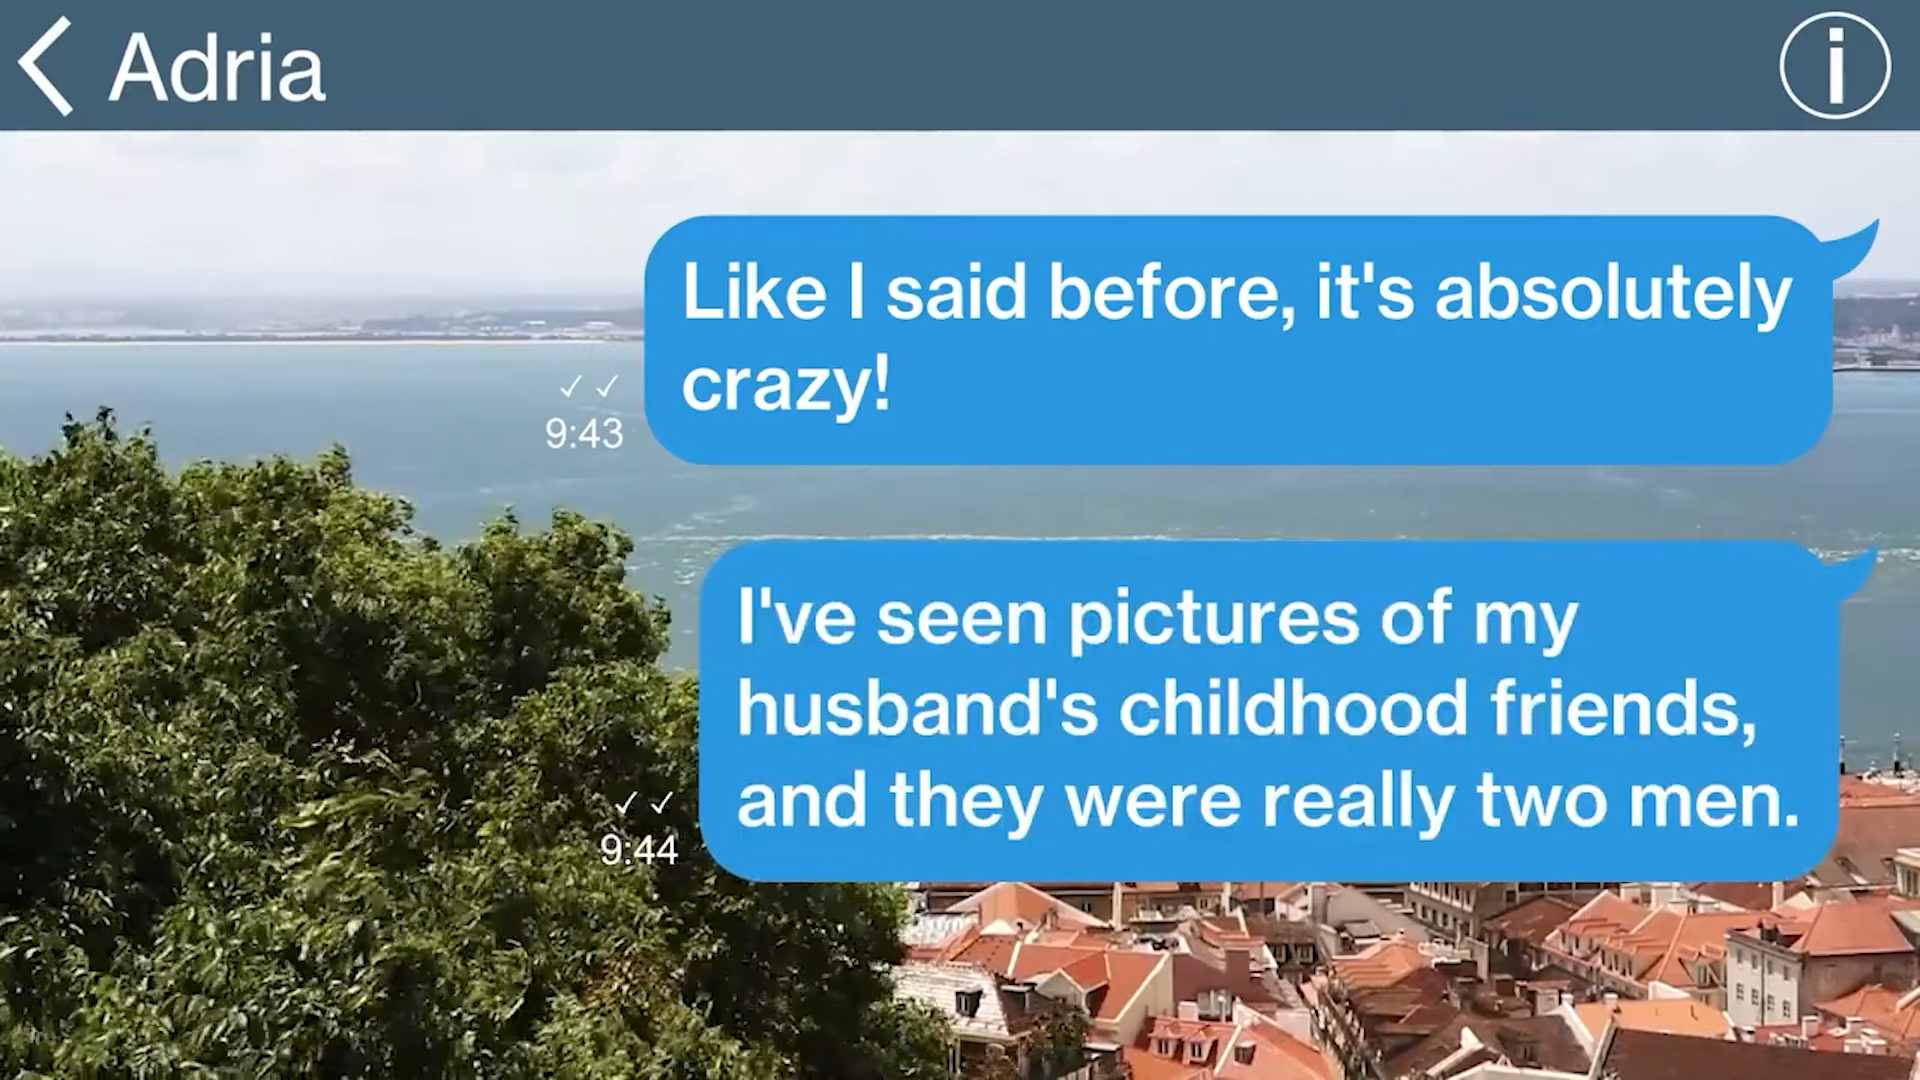 Adria
Like I said before, it's absolutely
crazy!
✓✓
9:43
I've seen pictures of my
husband's childhood friends,
and they were really two men.
✓✓
9:44